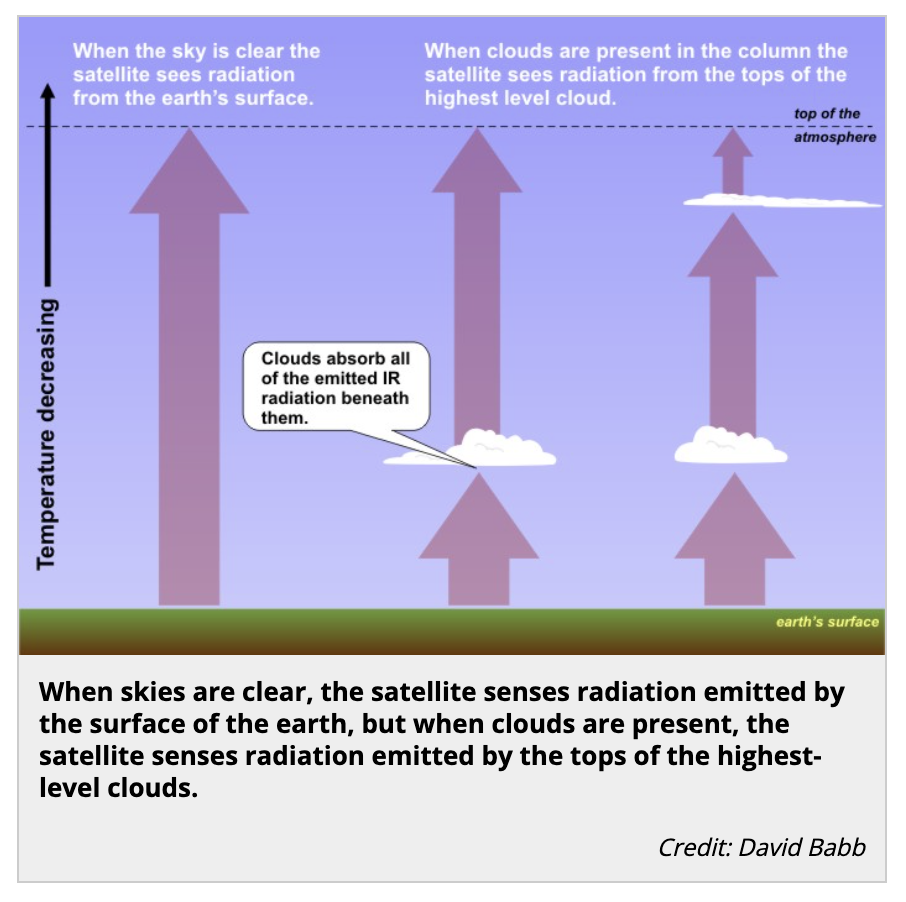 When the sky is clear the
satellite sees radiation
from the earth's surface.
When clouds are present in the column the
satellite sees radiation from the tops of the
highest level cloud.
top of the
atmosphere
Temperature decreasing
Clouds absorb all
of the emitted IR
radiation beneath
them.
earth's surface
When skies are clear, the satellite senses radiation emitted by
the surface of the earth, but when clouds are present, the
satellite senses radiation emitted by the tops of the highest-
level clouds.
Credit: David Babb